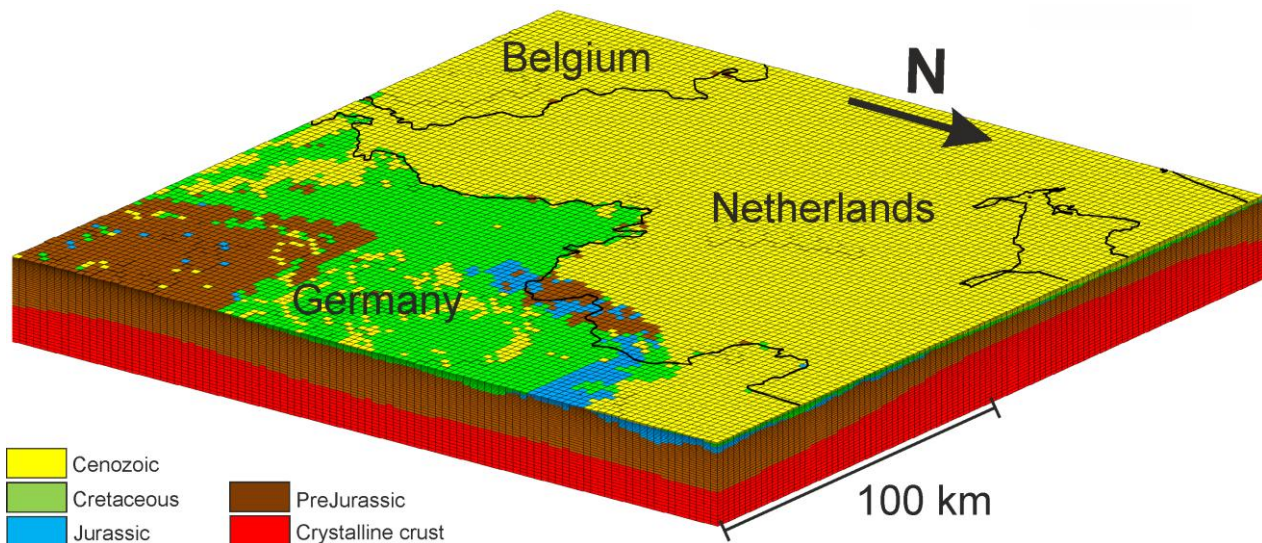 Belgium
N
Netherlands
Germany
100 km
Cenozoic
Cretaceous
Jurassic
PreJurassic
Crystalline crust